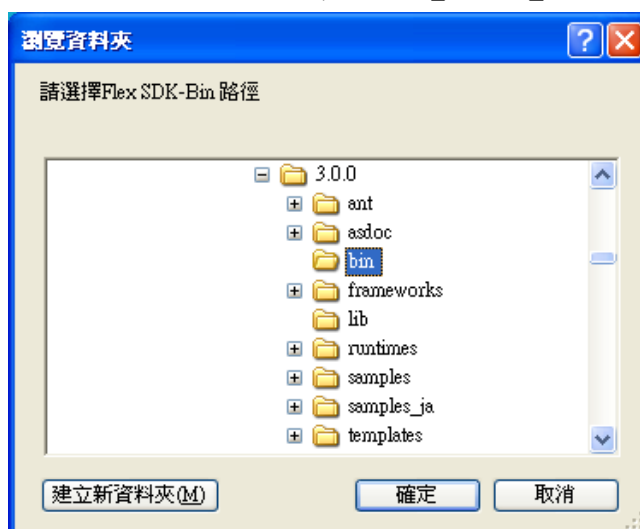 瀏覽資料夾
請選擇Flex SDK-Bin 路徑
3.0.0
ant
asdoc
bin
frameworks
lib
runtimes
samples
samples_ja
templates
建立新資料夾(M)
確定
取消